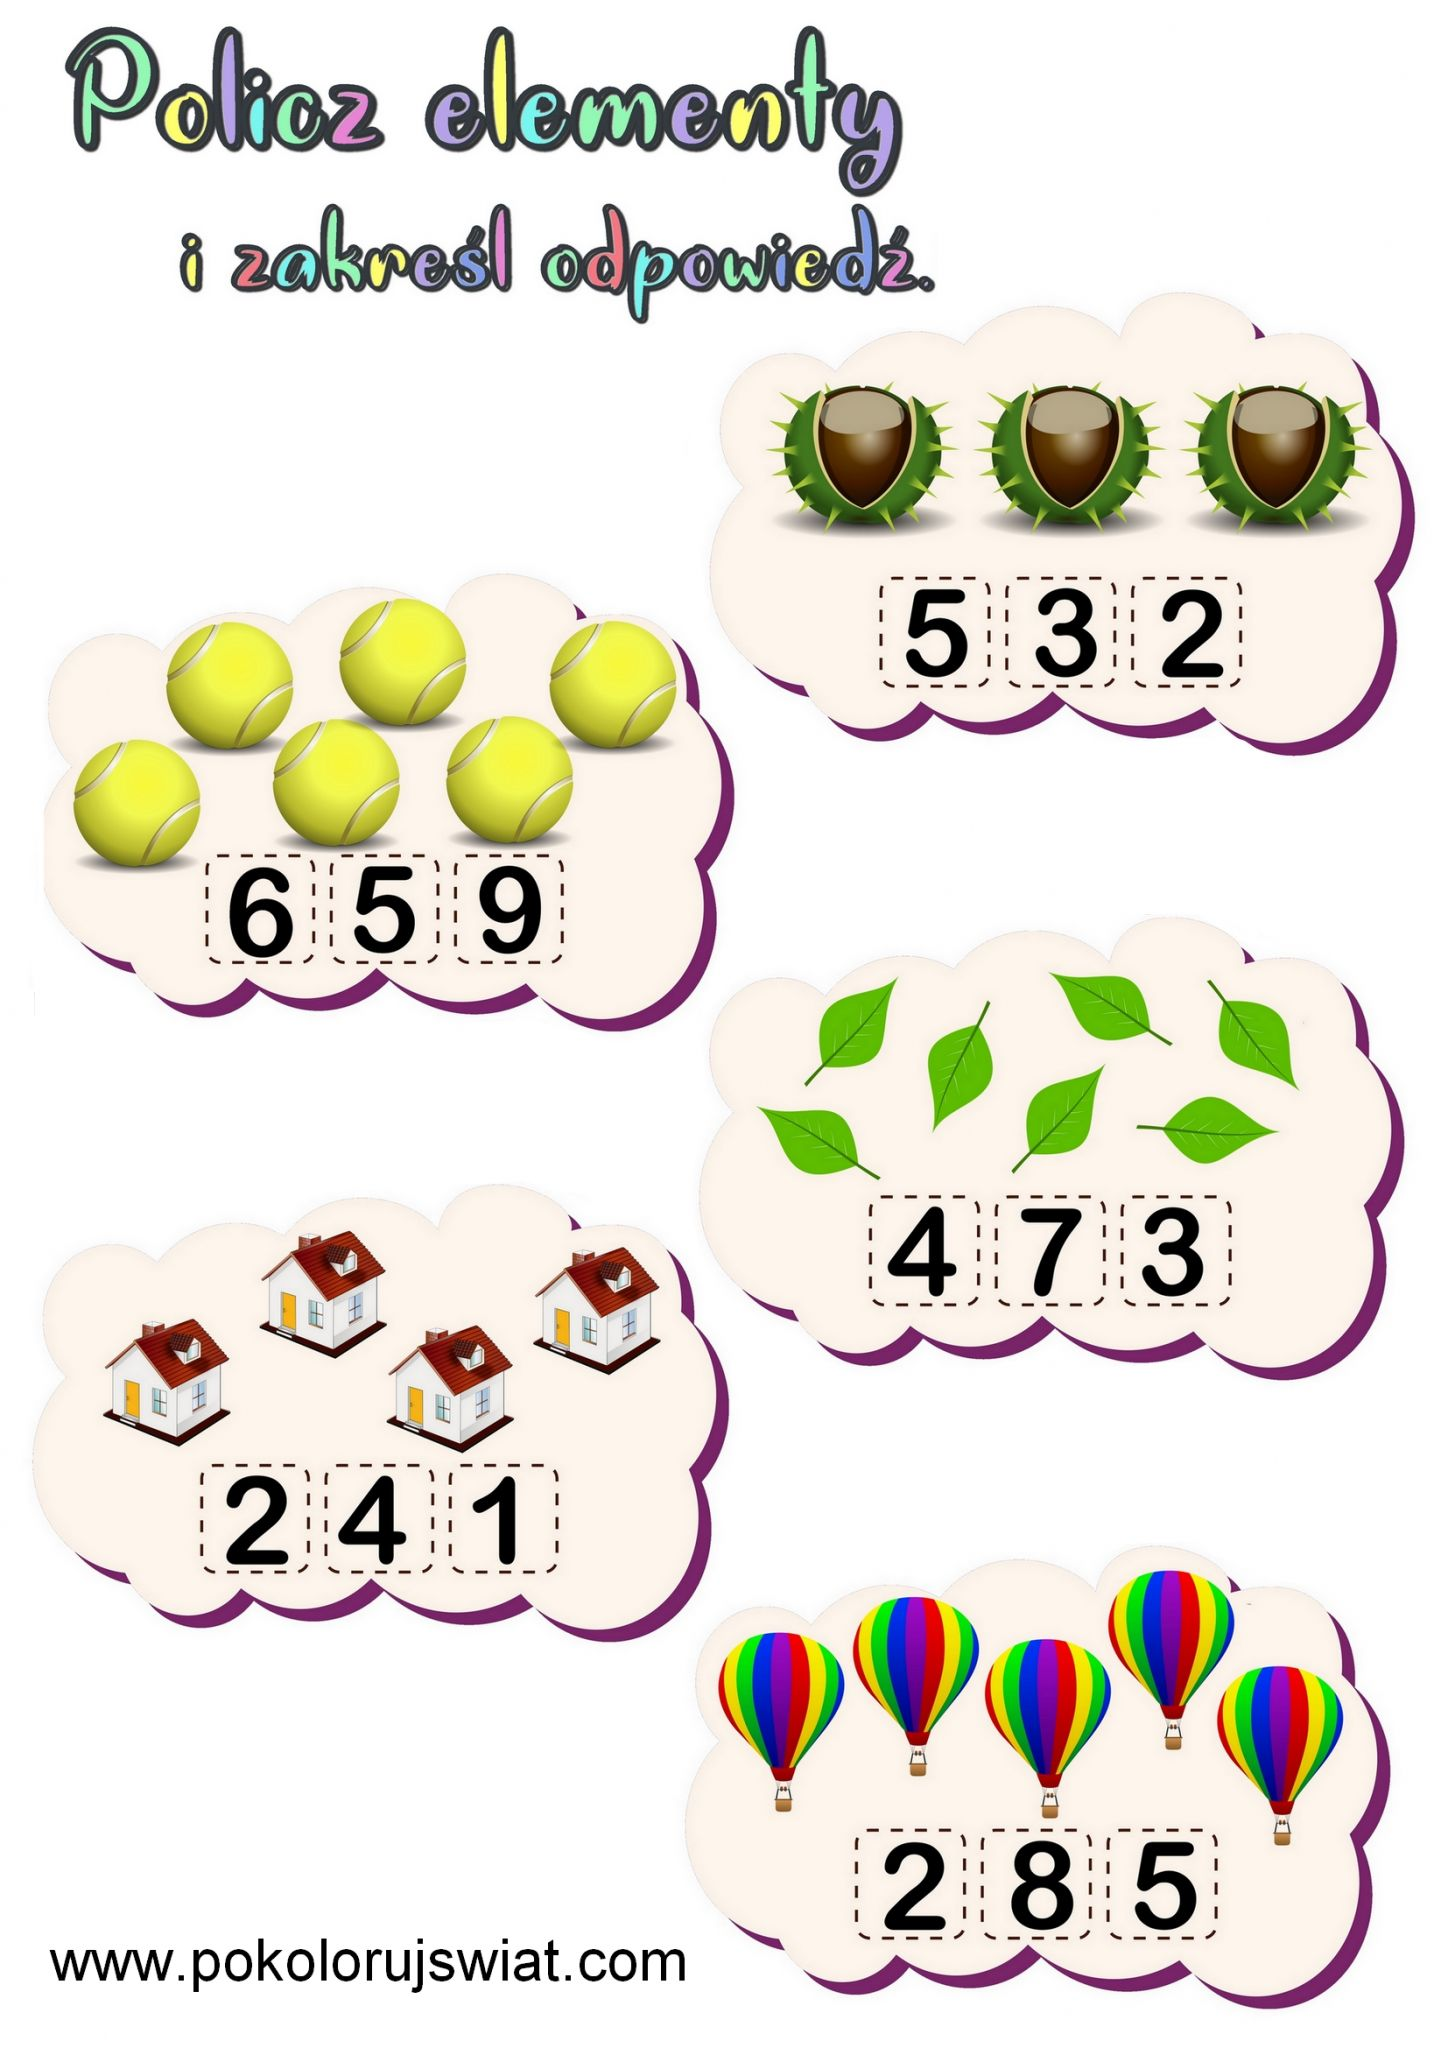 Policz elementy
i zakreśl odpowiedź.
5 3 2
6 5 9
4 7 3
2 4 1
2 8 5
www.pokolorujswiat.com